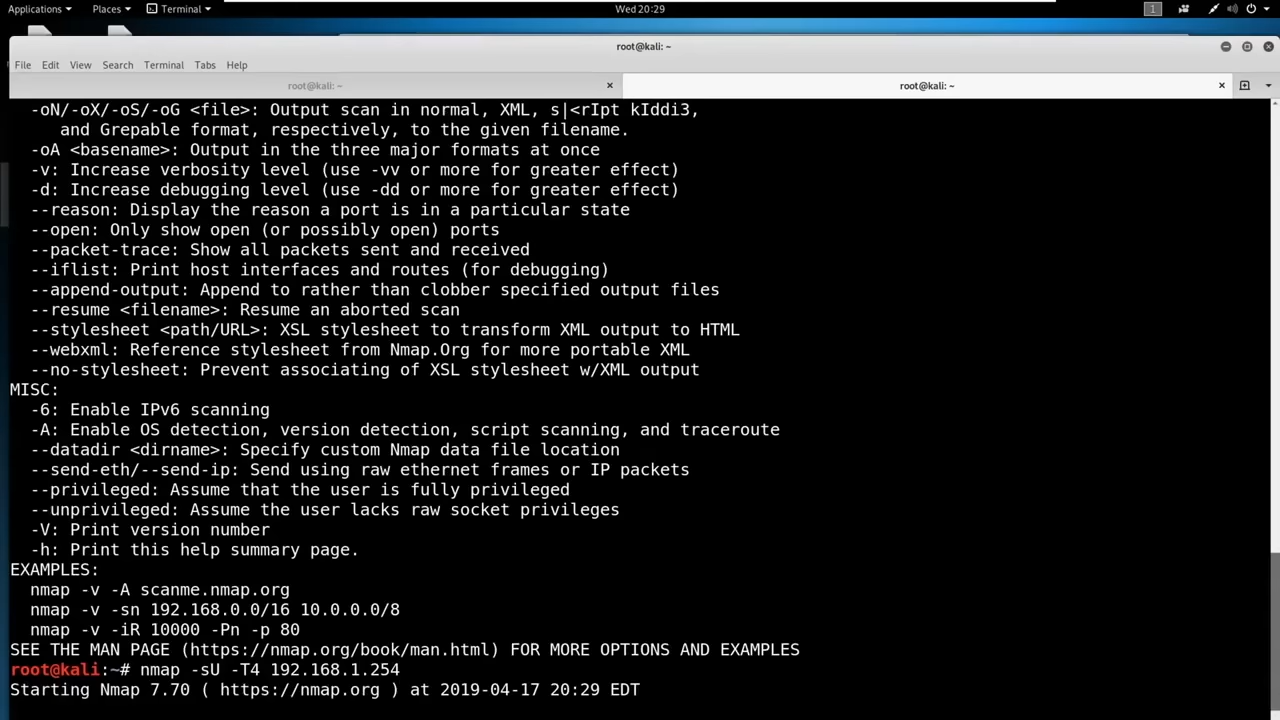 Applications Places Terminal Wed 20:29 1
root@kali: ~
File Edit View Search Terminal Tabs Help
root@kali: ~ root@kali: ~
-oN/-oX/-oS/-oG <file>: Output scan in normal, XML, s|<rIpt kIddi3,
and Grepable format, respectively, to the given filename.
-oA <basename>: Output in the three major formats at once
-v: Increase verbosity level (use -vv or more for greater effect)
-d: Increase debugging level (use -dd or more for greater effect)
--reason: Display the reason a port is in a particular state
--open: Only show open (or possibly open) ports
--packet-trace: Show all packets sent and received
--iflist: Print host interfaces and routes (for debugging)
--append-output: Append to rather than clobber specified output files
--resume <filename>: Resume an aborted scan
--stylesheet <path/URL>: XSL stylesheet to transform XML output to HTML
--webxml: Reference stylesheet from Nmap.Org for more portable XML
--no-stylesheet: Prevent associating of XSL stylesheet w/XML output
MISC:
-6: Enable IPv6 scanning
-A: Enable OS detection, version detection, script scanning, and traceroute
--datadir <dirname>: Specify custom Nmap data file location
--send-eth/--send-ip: Send using raw ethernet frames or IP packets
--privileged: Assume that the user is fully privileged
--unprivileged: Assume the user lacks raw socket privileges
-V: Print version number
-h: Print this help summary page.
EXAMPLES:
nmap -v -A scanme.nmap.org
nmap -v -sn 192.168.0.0/16 10.0.0.0/8
nmap -v -iR 10000 -Pn -p 80
SEE THE MAN PAGE (https://nmap.org/book/man.html) FOR MORE OPTIONS AND EXAMPLES
root@kali:~# nmap -sU -T4 192.168.1.254
Starting Nmap 7.70 ( https://nmap.org ) at 2019-04-17 20:29 EDT